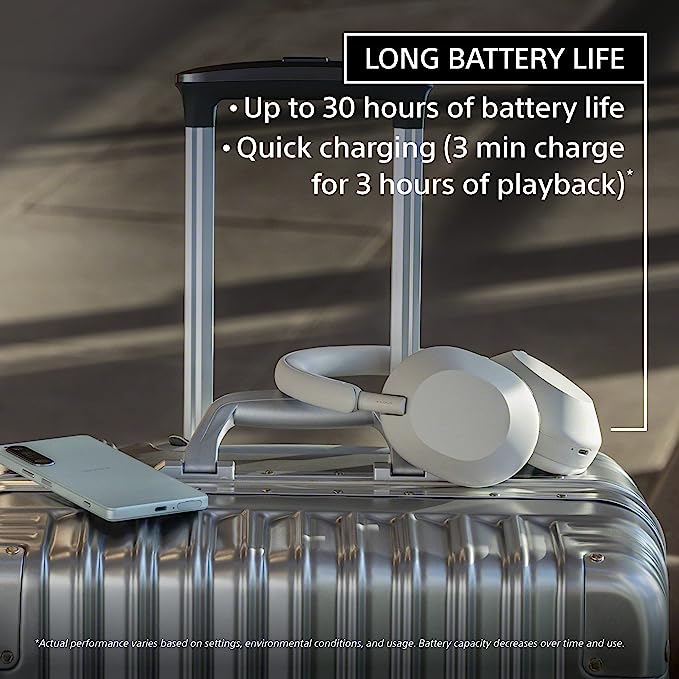 LONG BATTERY LIFE
• Up to 30 hours of battery life
• Quick charging (3 min charge
for 3 hours of playback)*
*Actual performance varies based on settings, environmental conditions, and usage. Battery capacity decreases over time and use.